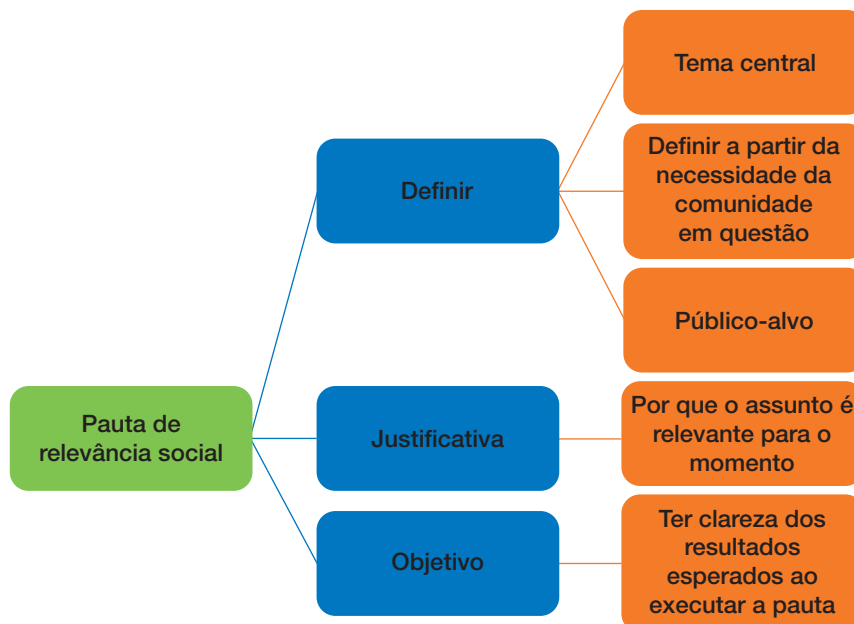 Pauta de
relevância social
Definir
Tema central
Definir a partir da
necessidade da
comunidade
em questão
Público-alvo
Justificativa
Por que o assunto é
relevante para o
momento
Objetivo
Ter clareza dos
resultados
esperados ao
executar a pauta